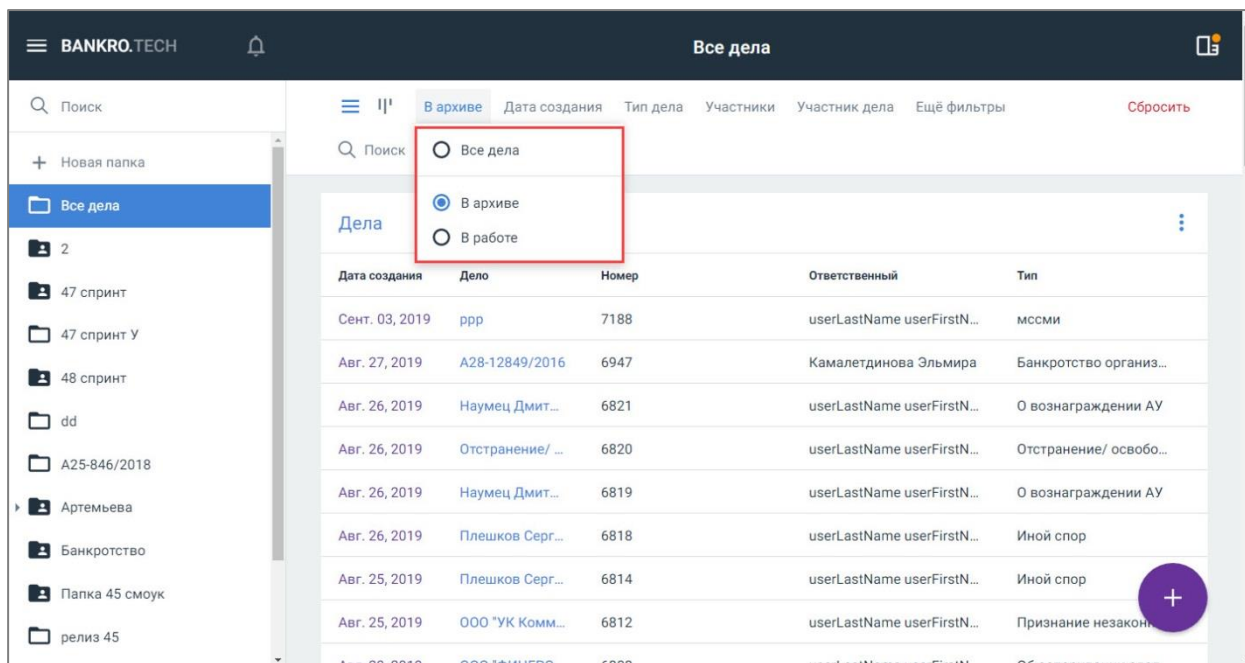 BANKRO.TECH
Все дела
Поиск
В архиве Дата создания Тип дела Участники Участник дела Ещё фильтры Сбросить
Поиск
Все дела
В архиве
В работе
Новая папка
Все дела
2
47 спринт
47 спринт У
48 спринт
dd
А25-846/2018
Артемьева
Банкротство
Папка 45 смоук
релиз 45
Дела
Дата создания Дело Номер Ответственный Тип
Сент. 03, 2019 ppp 7188 userLastName userFirstN... мссми
Авг. 27, 2019 А28-12849/2016 6947 Камалетдинова Эльмира Банкротство организ...
Авг. 26, 2019 Наумец Дмит... 6821 userLastName userFirstN... О вознаграждении АУ
Авг. 26, 2019 Отстранение/ ... 6820 userLastName userFirstN... Отстранение/ освобо...
Авг. 26, 2019 Наумец Дмит... 6819 userLastName userFirstN... О вознаграждении АУ
Авг. 26, 2019 Плешков Серг... 6818 userLastName userFirstN... Иной спор
Авг. 25, 2019 Плешков Серг... 6814 userLastName userFirstN... Иной спор
Авг. 25, 2019 ООО "УК Комм... 6812 userLastName userFirstN... Признание незакон